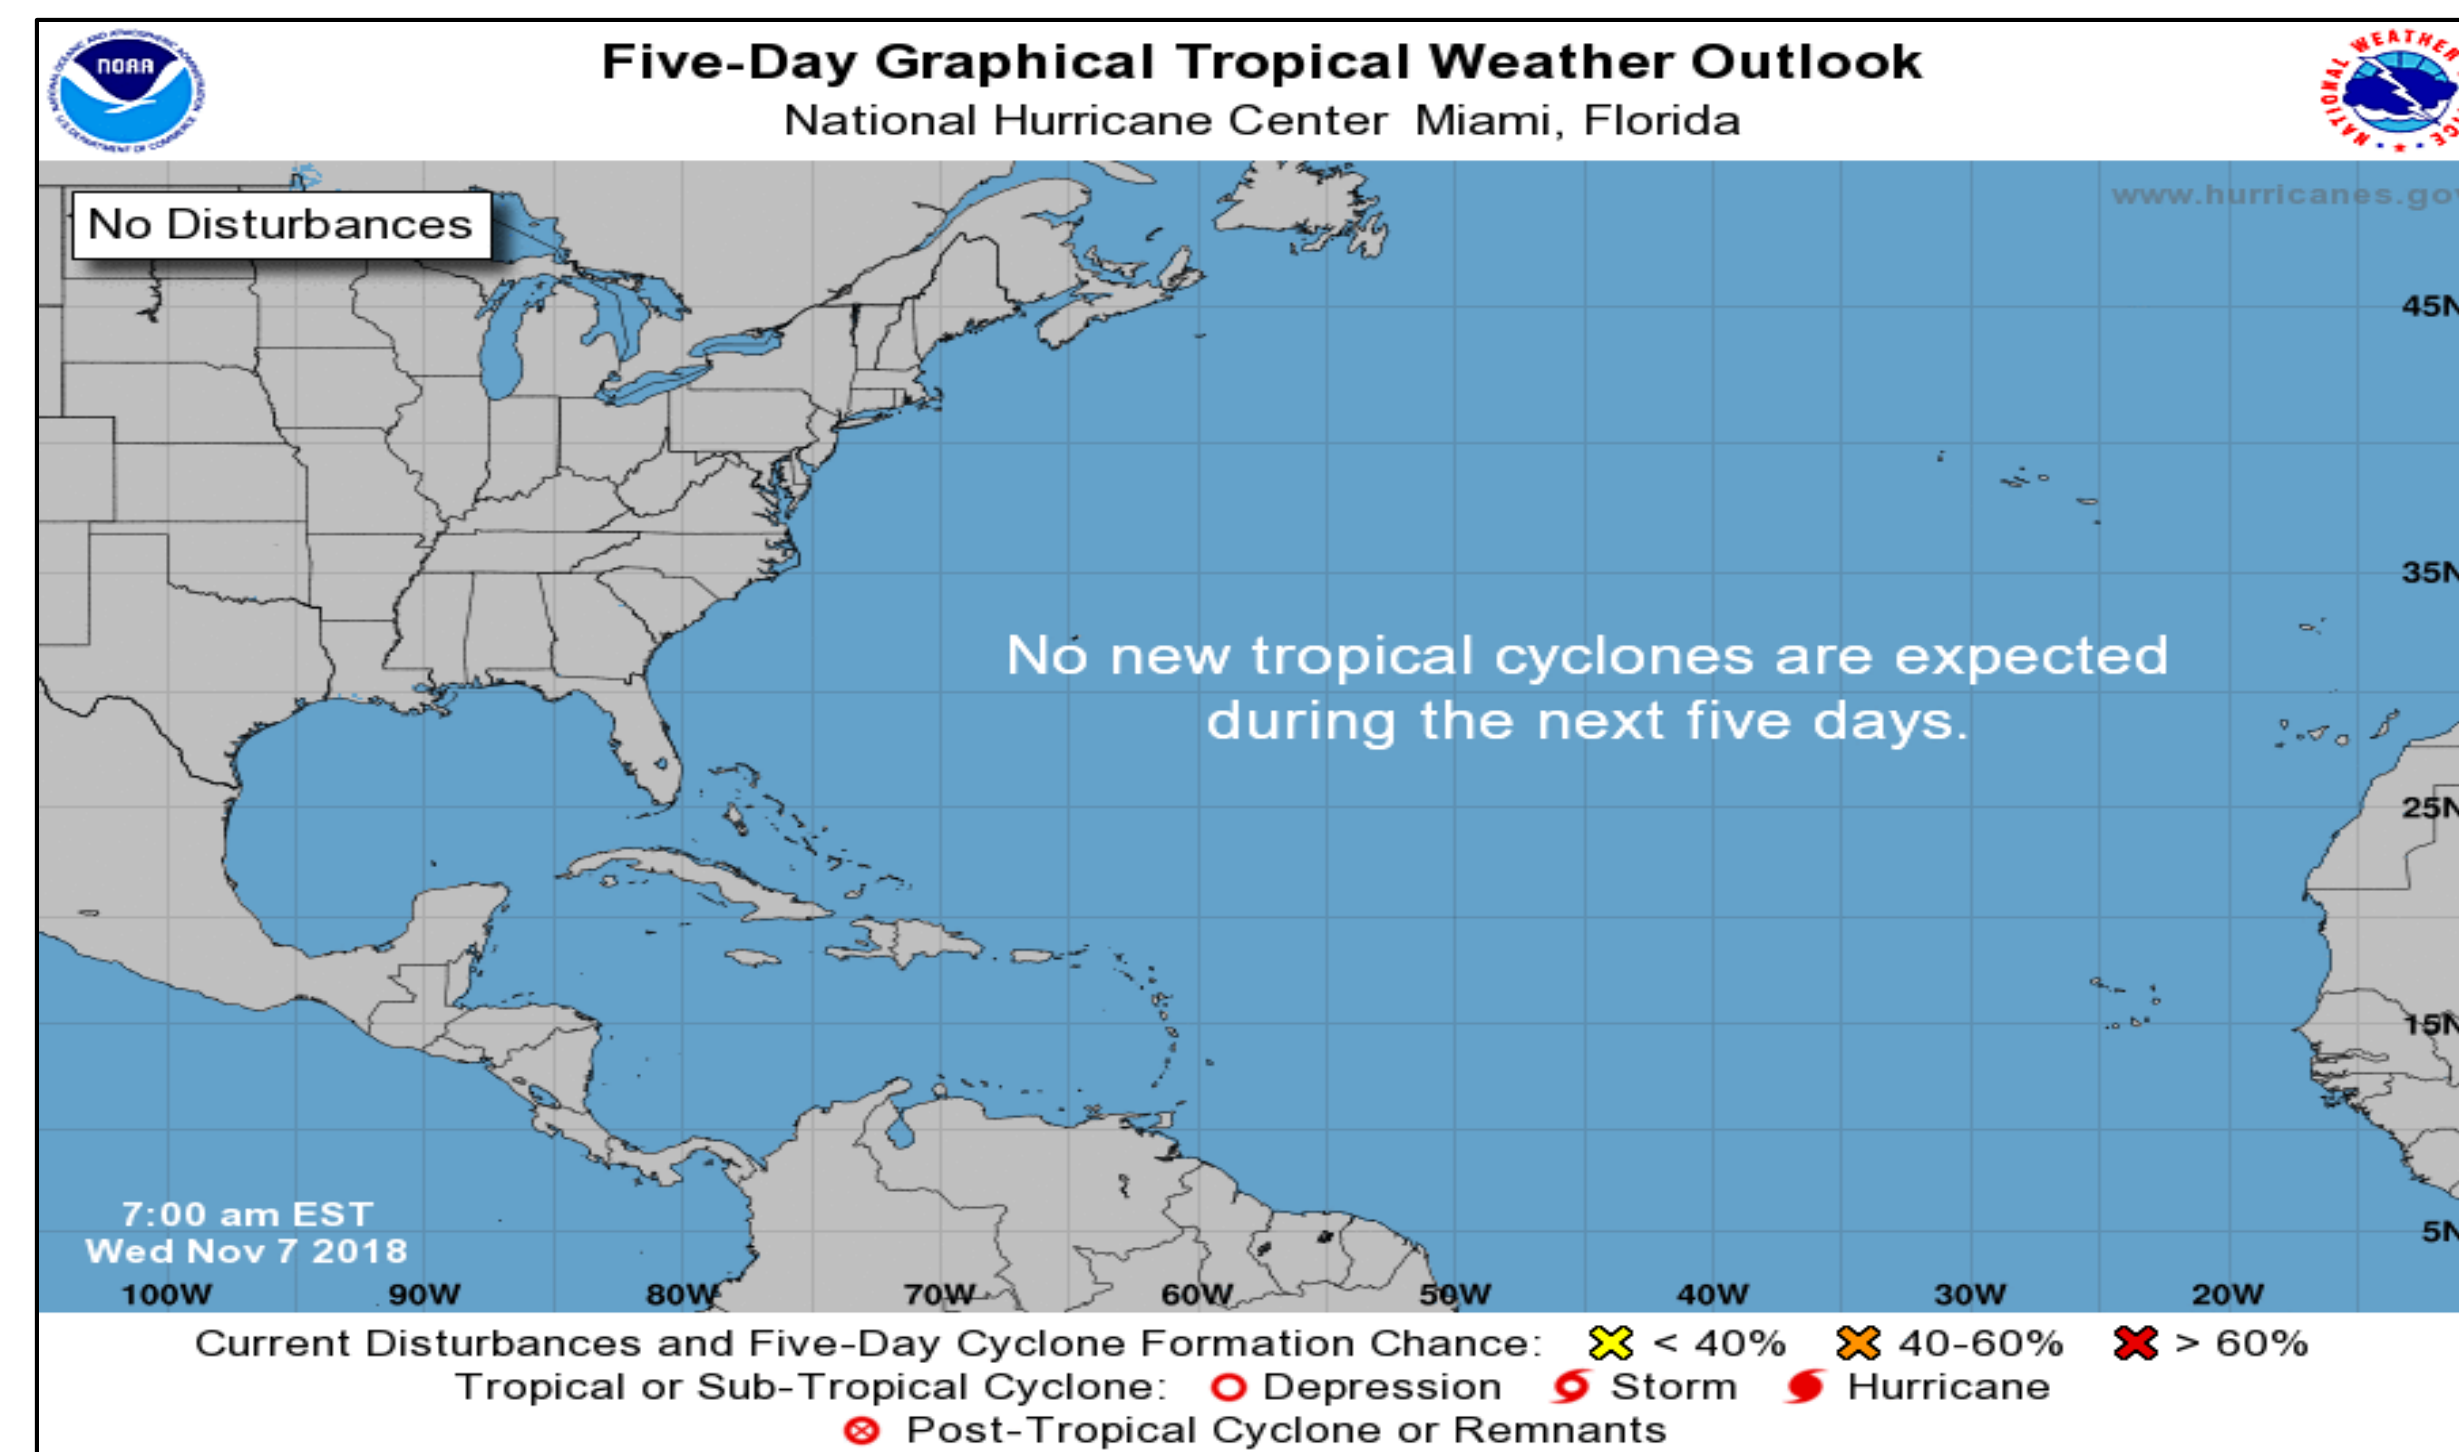 Five-Day Graphical Tropical Weather Outlook
National Hurricane Center Miami, Florida
NOAA
NATIONAL WEATHER
www.hurricanes.gov
No Disturbances
45N
35N
No new tropical cyclones are expected
during the next five days.
25N
15N
5N
7:00 am EST
Wed Nov 7 2018
100W 90W 80W 70W 60W 50W 40W 30W 20W
Current Disturbances and Five-Day Cyclone Formation Chance: < 40% 40-60% > 60%
Tropical or Sub-Tropical Cyclone: Depression Storm Hurricane
Post-Tropical Cyclone or Remnants